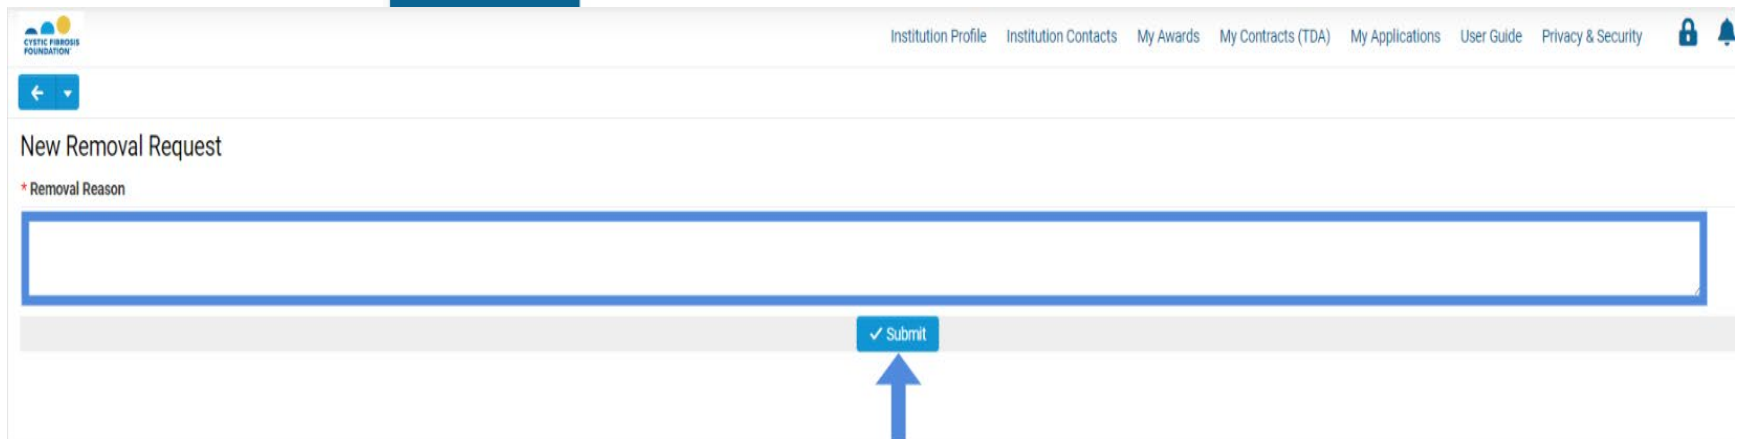 CYSTIC FIBROSIS
FOUNDATION
Institution Profile Institution Contacts My Awards My Contracts (TDA) My Applications User Guide Privacy & Security
New Removal Request
* Removal Reason
Submit